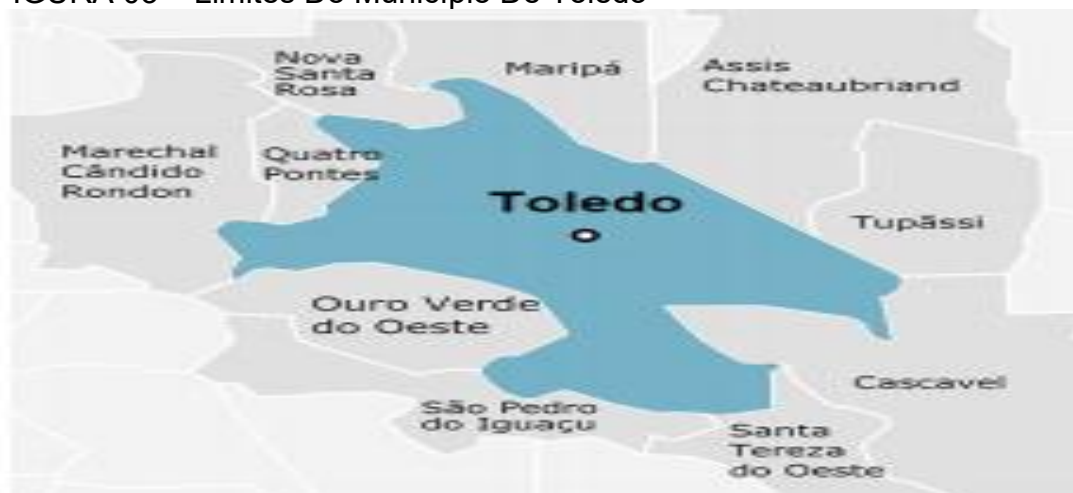 Limites Do Município De Toledo
Nova
Santa
Rosa
Maripá
Assis
Chateaubriand
Marechal
Cândido
Rondon
Quatro
Pontes
Toledo
Tupãssi
Ouro Verde
do Oeste
Cascavel
São Pedro
do Iguaçu
Santa
Tereza
do Oeste